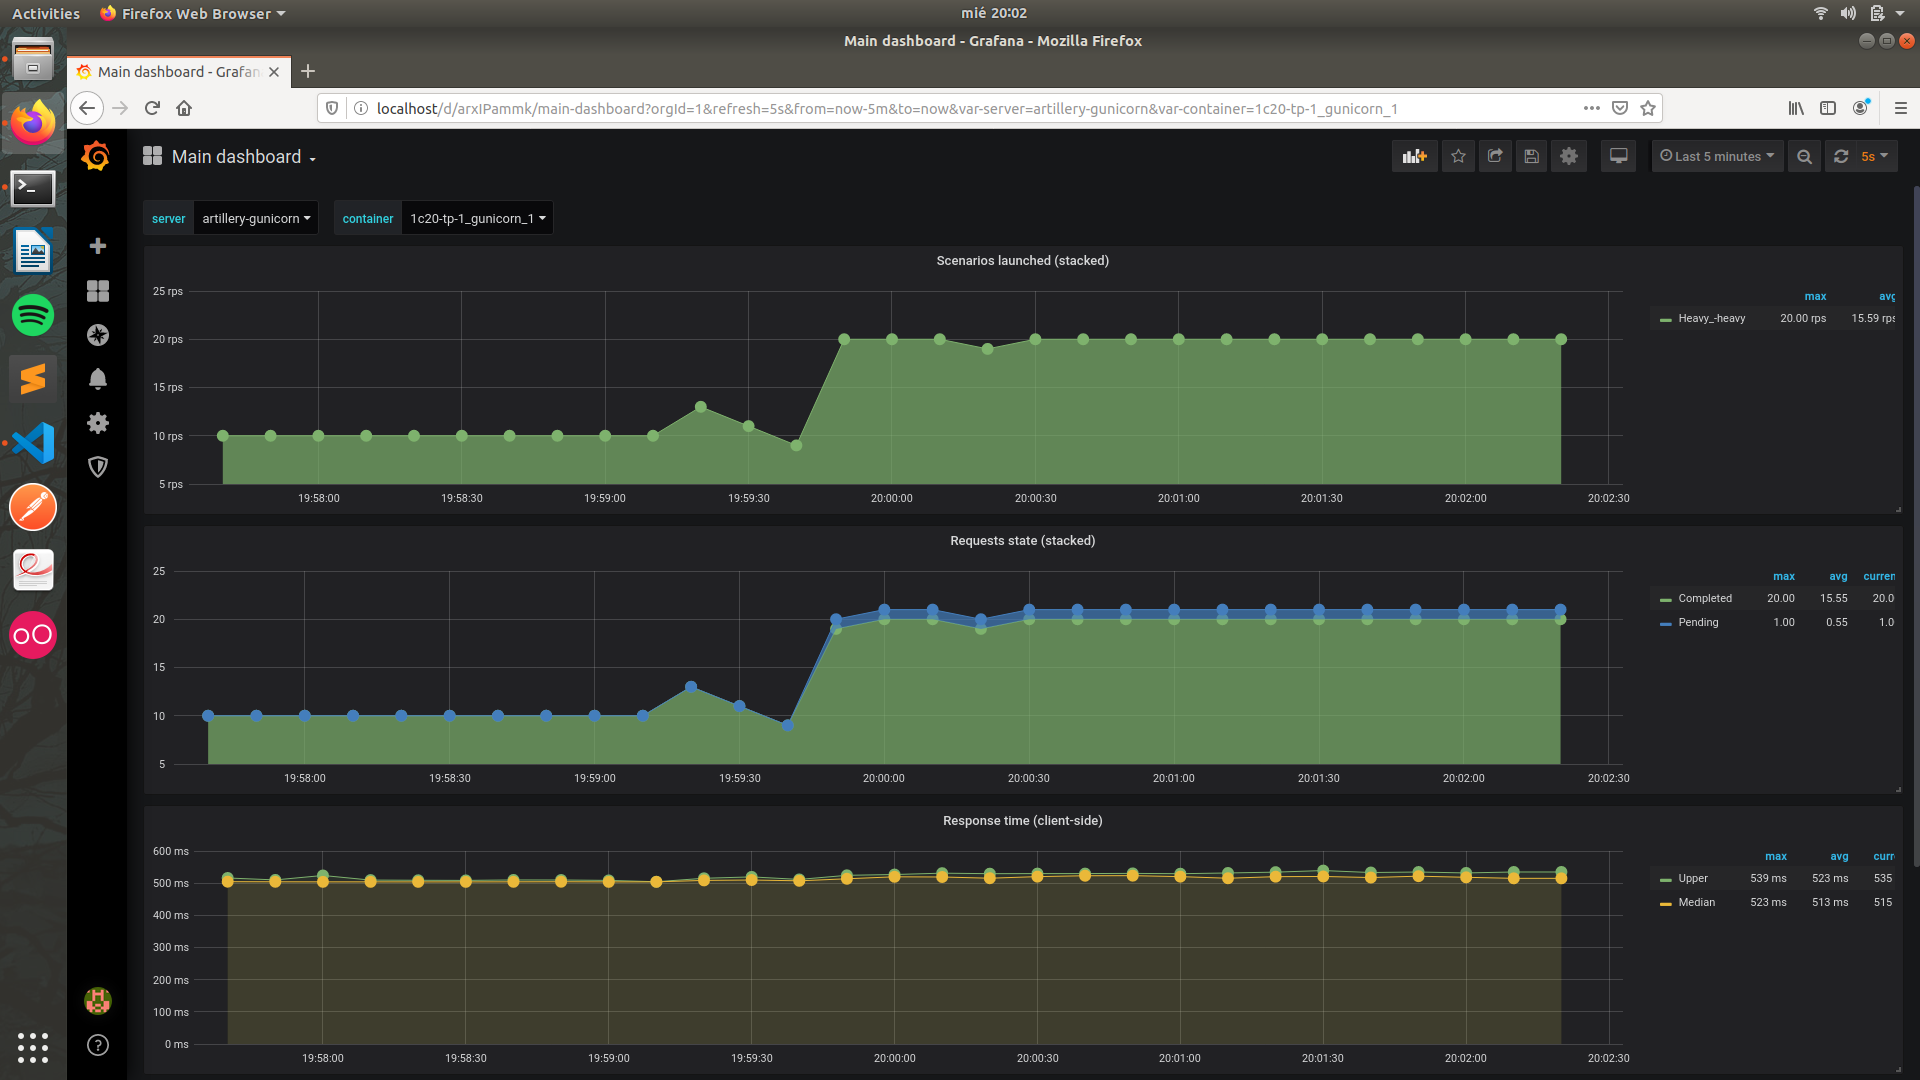 Activities Firefox Web Browser mié 20:02
Main dashboard - Grafana - Mozilla Firefox
Main dashboard - Grafan
localhost/d/arxIPammk/main-dashboard?orgId=1&refresh=5s&from=now-5m&to=now&var-server=artillery-gunicorn&var-container=1c20-tp-1_gunicorn_1
Main dashboard Last 5 minutes 5s
server artillery-gunicorn container 1c20-tp-1_gunicorn_1
Scenarios launched (stacked)
25 rps
20 rps
15 rps
10 rps
5 rps
19:58:00 19:58:30 19:59:00 19:59:30 20:00:00 20:00:30 20:01:00 20:01:30 20:02:00 20:02:30
max avg
Heavy_-heavy 20.00 rps 15.59 rps
Requests state (stacked)
25
20
15
10
5
19:58:00 19:58:30 19:59:00 19:59:30 20:00:00 20:00:30 20:01:00 20:01:30 20:02:00 20:02:30
max avg curren
Completed 20.00 15.55 20.0
Pending 1.00 0.55 1.0
Response time (client-side)
600 ms
500 ms
400 ms
300 ms
200 ms
100 ms
0 ms
19:58:00 19:58:30 19:59:00 19:59:30 20:00:00 20:00:30 20:01:00 20:01:30 20:02:00 20:02:30
max avg curr
Upper 539 ms 523 ms 535
Median 523 ms 513 ms 515